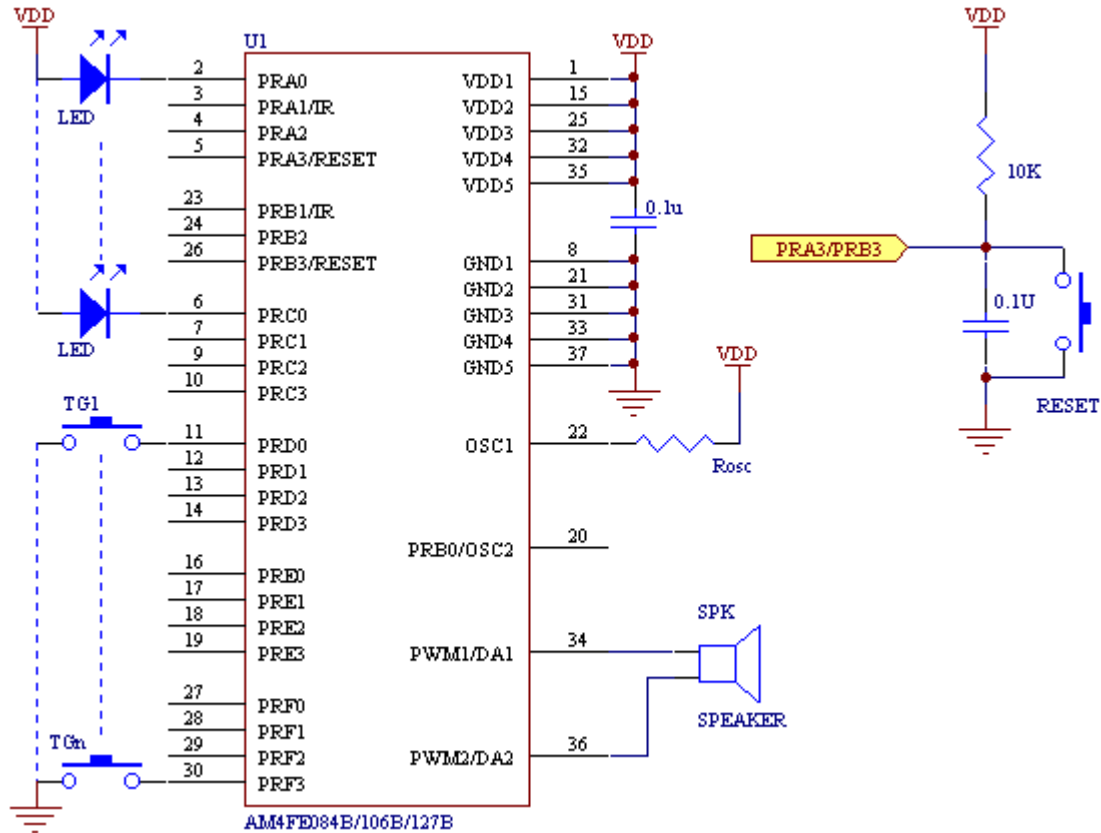 VDD
LED
LED
TG1
TGn
U1
2 PRA0
3 PRA1/IR
4 PRA2
5 PRA3/RESET
23 PRB1/IR
24 PRB2
26 PRB3/RESET
6 PRC0
7 PRC1
9 PRC2
10 PRC3
11 PRD0
12 PRD1
13 PRD2
14 PRD3
16 PRE0
17 PRE1
18 PRE2
19 PRE3
27 PRF0
28 PRF1
29 PRF2
30 PRF3
VDD1 1
VDD2 15
VDD3 25
VDD4 32
VDD5 35
GND1 8
GND2 21
GND3 31
GND4 33
GND5 37
OSC1 22
PRB0/OSC2 20
PWM1/DA1 34
PWM2/DA2 36
AM4FE084B/106B/127B
VDD
0.1u
VDD
Rosc
SPK
SPEAKER
VDD
10K
PRA3/PRB3
0.1U
RESET